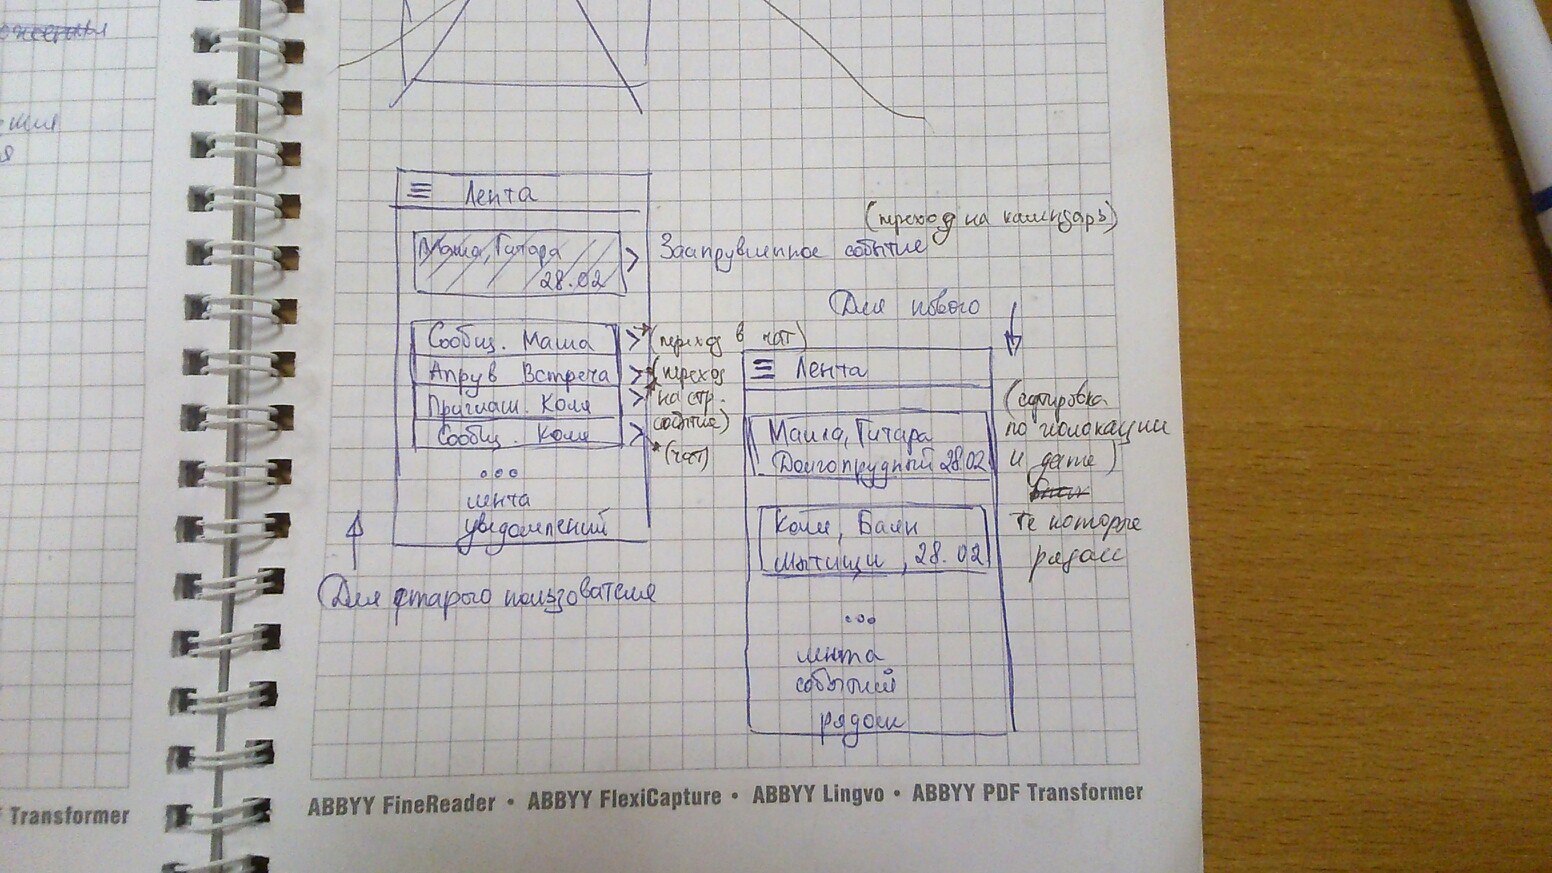 Лента
Маша, Гитара
28.02
(переход на календарь)
Заапрувленное событие
Сообщ. Маша
(переход в чат)
Апрув Встреча
(переход
Приглаш. Коля
на стр.
событие)
Сообщ. Коля
(чат)
ооо
лента
уведомлений
Для старого пользователя
Для нового
Лента
Маша, Гитара
Долгопрудный 28.02
Коля, Баян
Мытищи, 28.02
ооо
лента
событий
рядом
(сортировка
по геолокации
и дате)
те которые
рядом
ABBYY FineReader • ABBYY FlexiCapture • ABBYY Lingvo • ABBYY PDF Transformer
Transformer